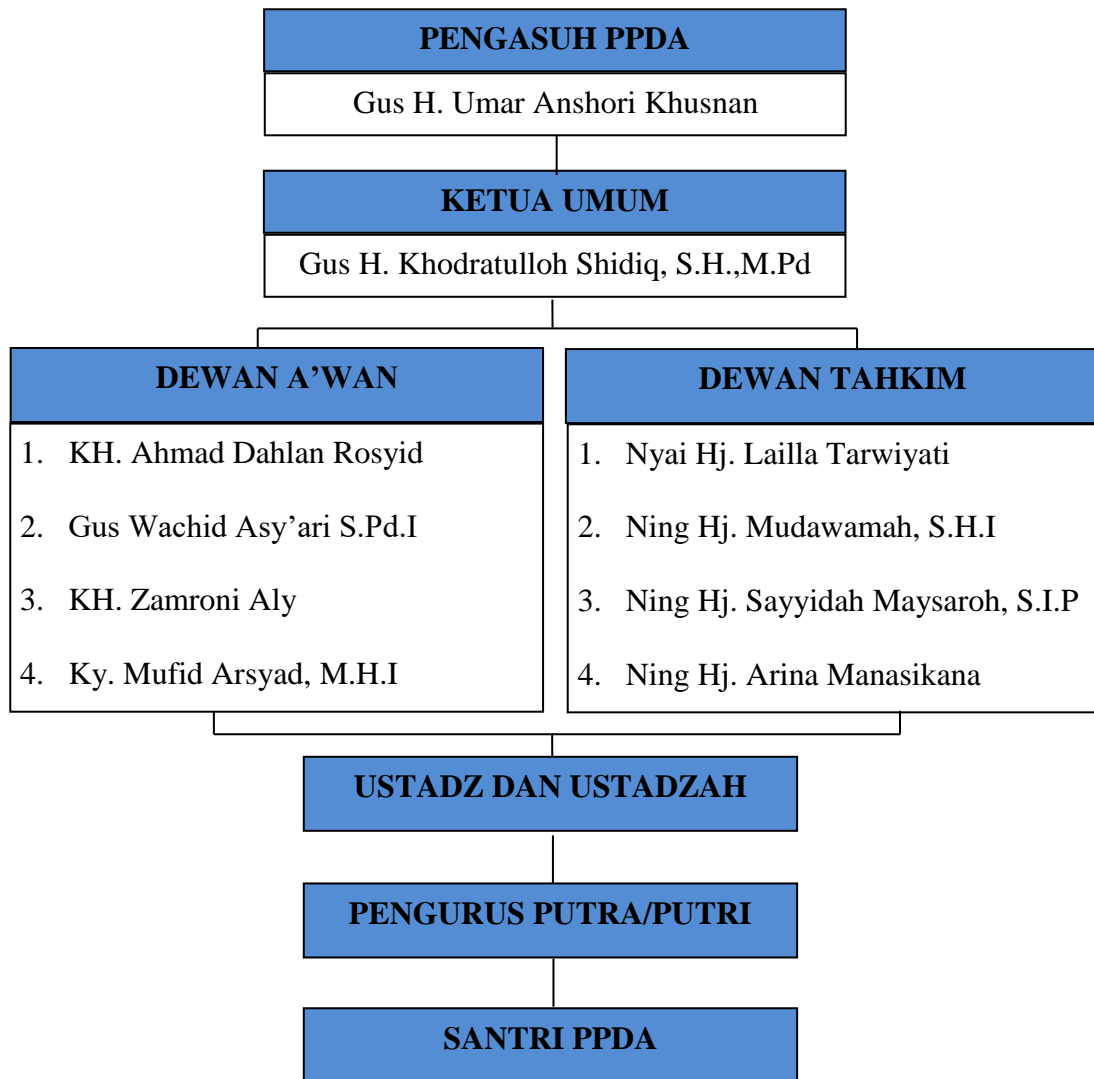 PENGASUH PPDA
Gus H. Umar Anshori Khusnan
KETUA UMUM
Gus H. Khodratulloh Shidiq, S.H.,M.Pd
DEWAN A’WAN
1. KH. Ahmad Dahlan Rosyid
2. Gus Wachid Asy’ari S.Pd.I
3. KH. Zamroni Aly
4. Ky. Mufid Arsyad, M.H.I
DEWAN TAHKIM
1. Nyai Hj. Lailla Tarwiyati
2. Ning Hj. Mudawamah, S.H.I
3. Ning Hj. Sayyidah Maysaroh, S.I.P
4. Ning Hj. Arina Manasikana
USTADZ DAN USTADZAH
PENGURUS PUTRA/PUTRI
SANTRI PPDA